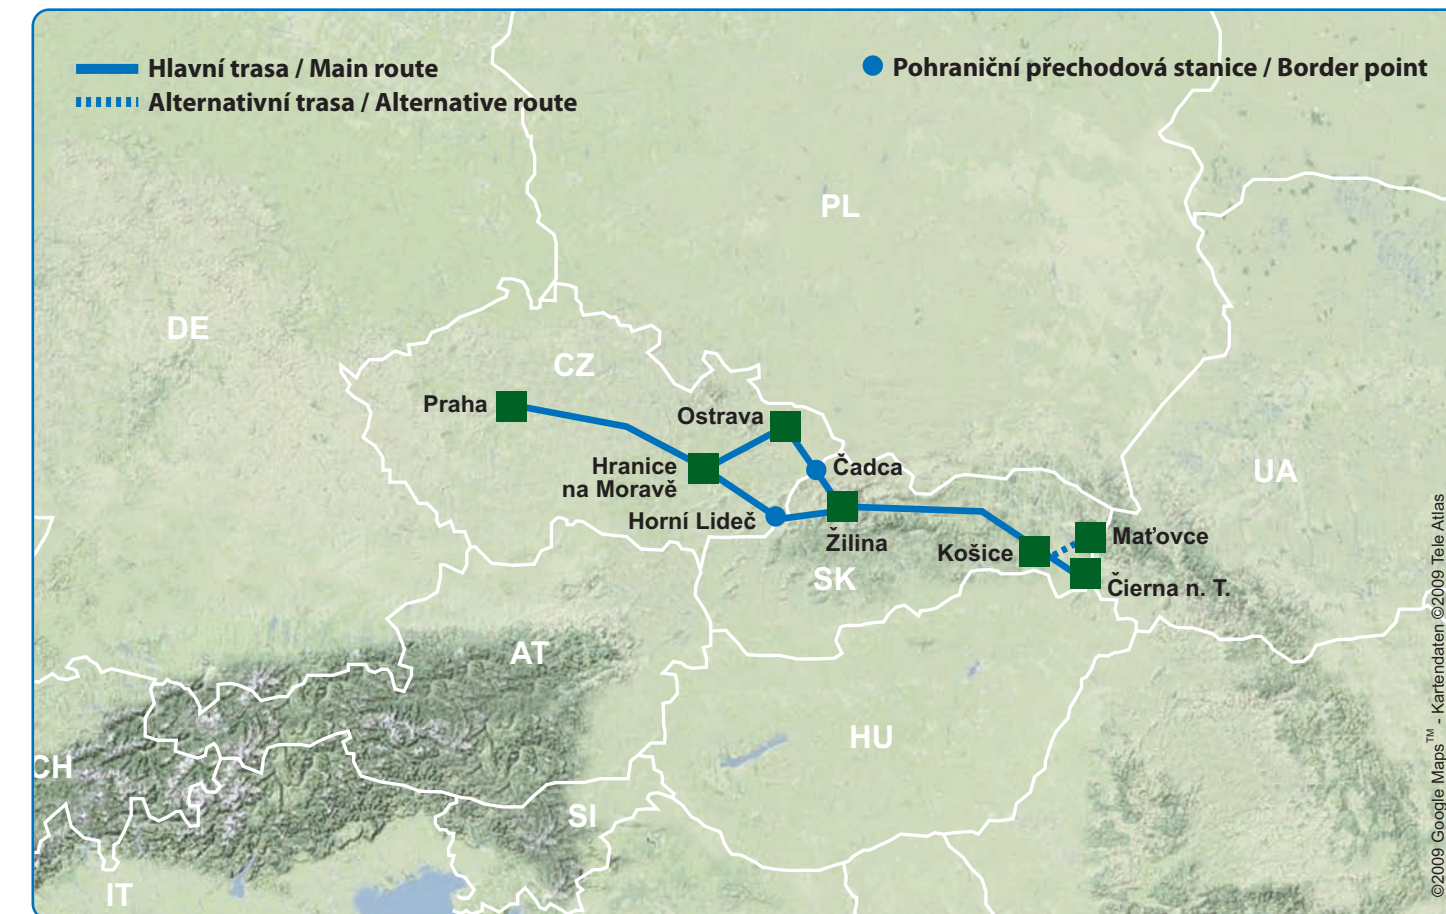 Hlavní trasa / Main route
Alternativní trasa / Alternative route
Pohraniční přechodová stanice / Border point
PL
DE
CZ
Praha
Ostrava
Hranice
na Moravě
Čadca
UA
Horní Lideč
Žilina
Košice
Maťovce
SK
Čierna n. T.
AT
HU
CH
SI
IT
©2009 Google Maps™ - Kartendaten ©2009 Tele Atlas